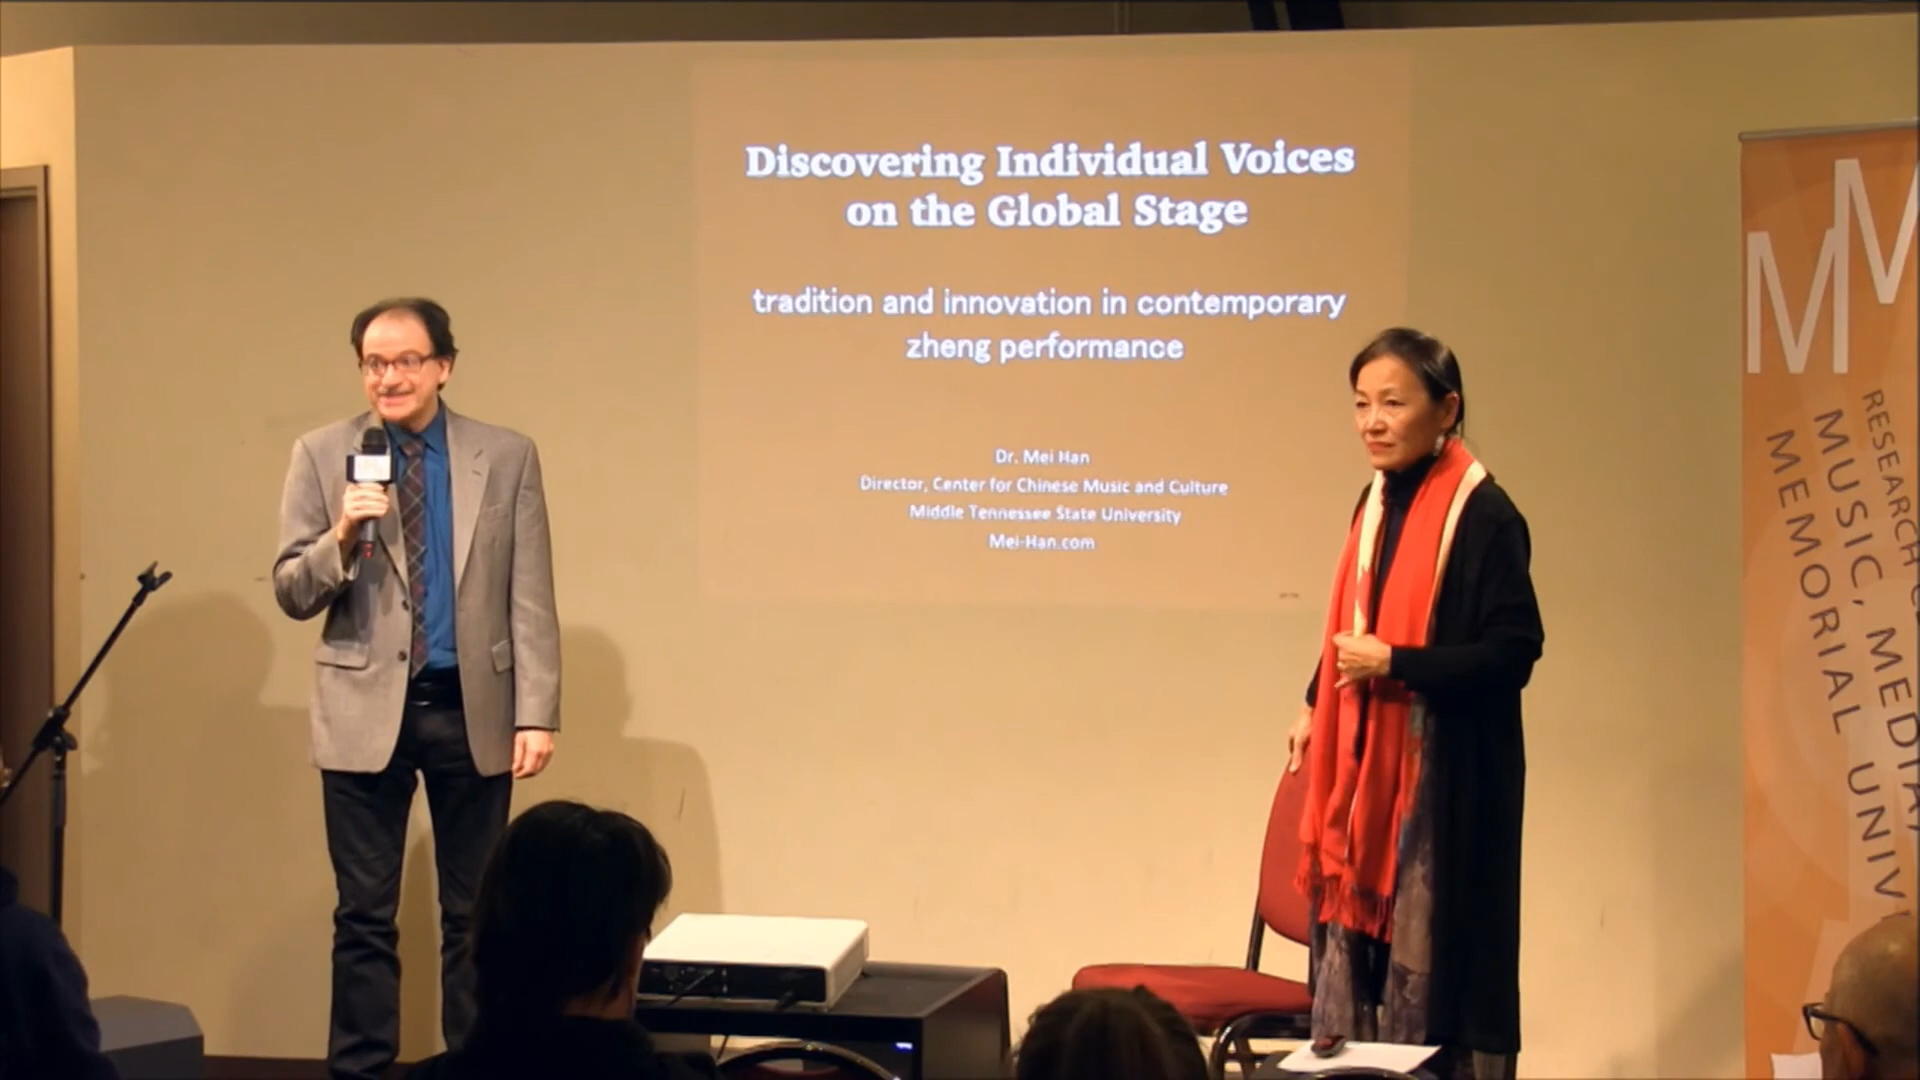 Discovering Individual Voices
on the Global Stage
tradition and innovation in contemporary
zheng performance
Dr. Mei Han
Director, Center for Chinese Music and Culture
Middle Tennessee State University
Mei-Han.com
MM
RESEARCH
MUSIC, MEDIA,
MEMORIAL UNIV